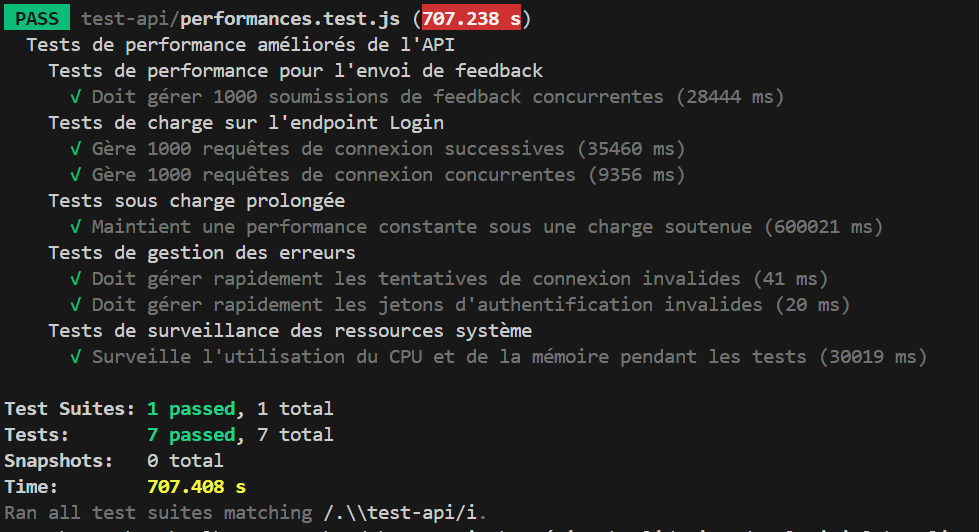 PASS test-api/performances.test.js (707.238 s)
Tests de performance améliorés de l'API
Tests de performance pour l'envoi de feedback
√ Doit gérer 1000 soumissions de feedback concurrentes (28444 ms)
Tests de charge sur l'endpoint Login
√ Gère 1000 requêtes de connexion successives (35460 ms)
√ Gère 1000 requêtes de connexion concurrentes (9356 ms)
Tests sous charge prolongée
√ Maintient une performance constante sous une charge soutenue (600021 ms)
Tests de gestion des erreurs
√ Doit gérer rapidement les tentatives de connexion invalides (41 ms)
√ Doit gérer rapidement les jetons d'authentification invalides (20 ms)
Tests de surveillance des ressources système
√ Surveille l'utilisation du CPU et de la mémoire pendant les tests (30019 ms)
Test Suites: 1 passed, 1 total
Tests: 7 passed, 7 total
Snapshots: 0 total
Time: 707.408 s
Ran all test suites matching /.\\test-api/i.